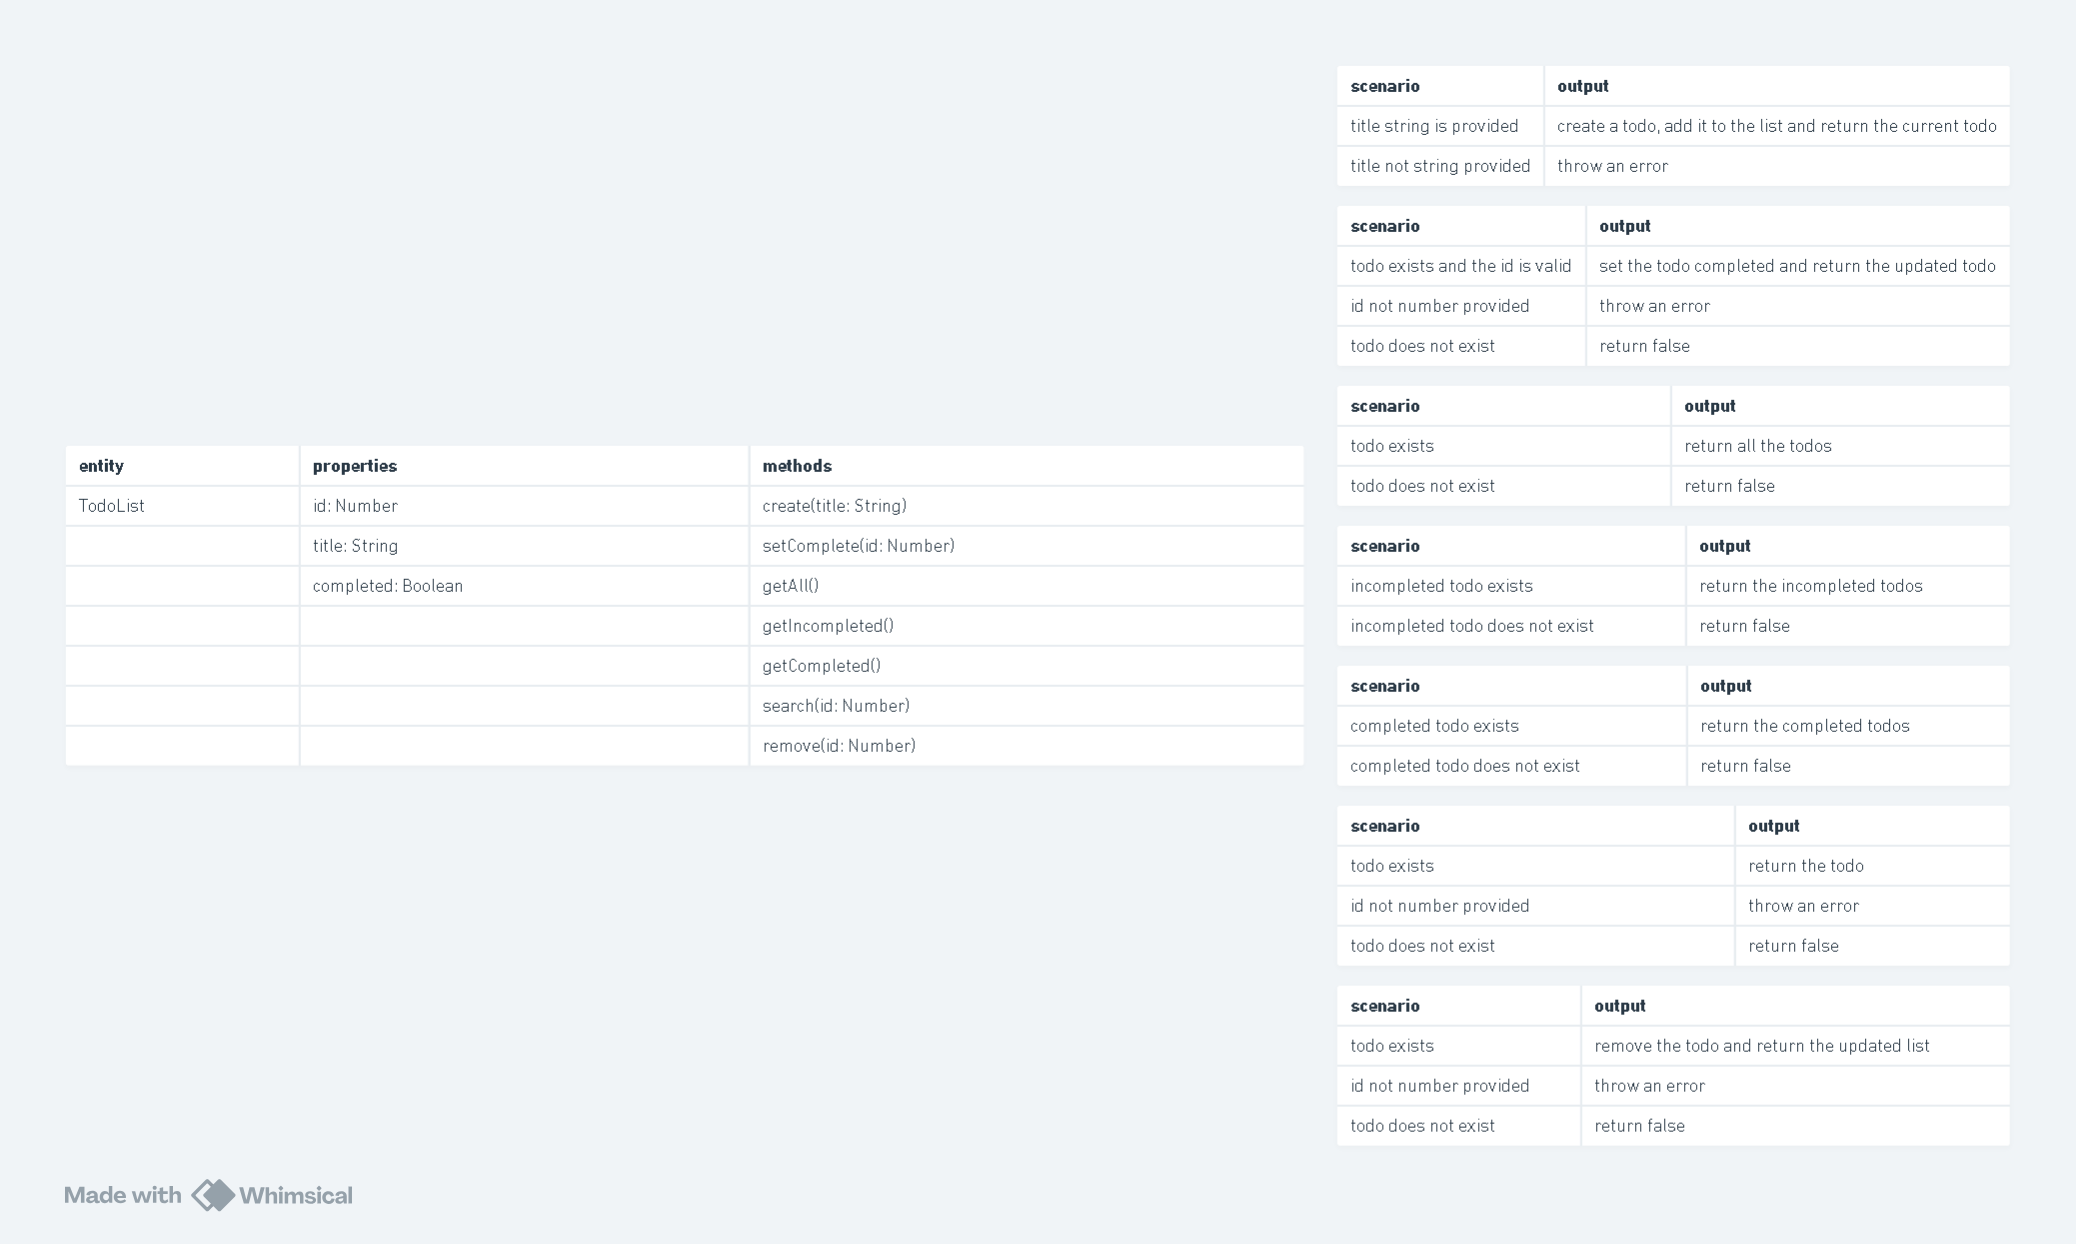 entity properties methods
TodoList id: Number create(title: String)
title: String setComplete(id: Number)
completed: Boolean getAll()
getIncompleted()
getCompleted()
search(id: Number)
remove(id: Number)
scenario output
title string is provided create a todo, add it to the list and return the current todo
title not string provided throw an error
scenario output
todo exists and the id is valid set the todo completed and return the updated todo
id not number provided throw an error
todo does not exist return false
scenario output
todo exists return all the todos
todo does not exist return false
scenario output
incompleted todo exists return the incompleted todos
incompleted todo does not exist return false
scenario output
completed todo exists return the completed todos
completed todo does not exist return false
scenario output
todo exists return the todo
id not number provided throw an error
todo does not exist return false
scenario output
todo exists remove the todo and return the updated list
id not number provided throw an error
todo does not exist return false
Made with Whimsical